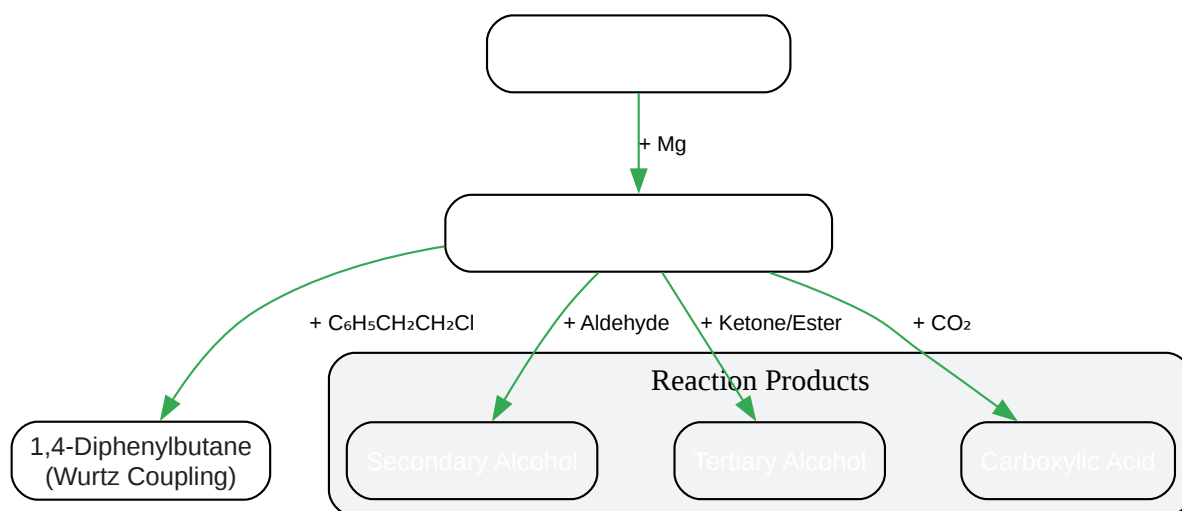 + Mg
+ C₆H₅CH₂CH₂Cl
+ Aldehyde
+ Ketone/Ester
+ CO₂
Reaction Products
1,4-Diphenylbutane
(Wurtz Coupling)
Secondary Alcohol
Tertiary Alcohol
Carboxylic Acid